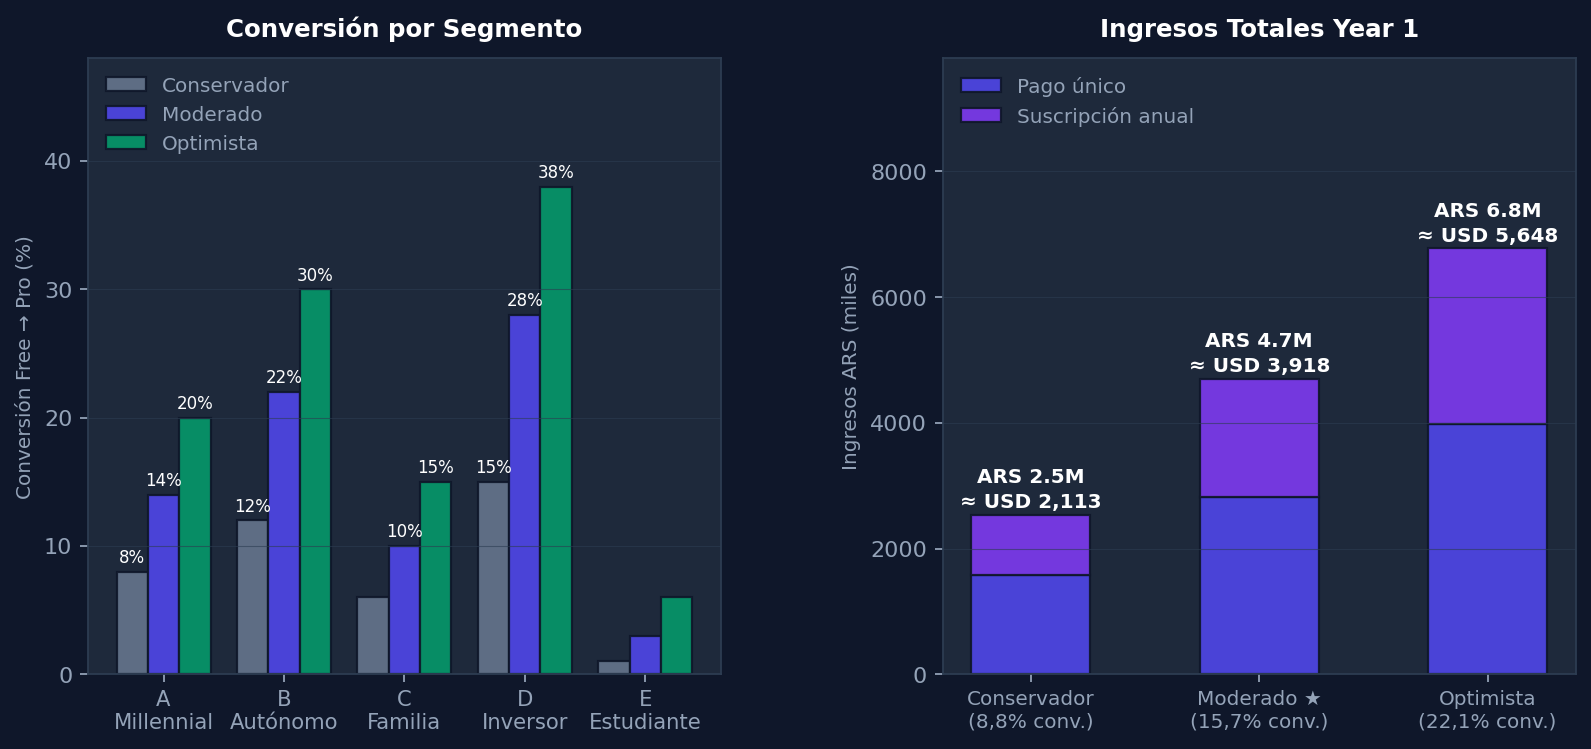 Conversión por Segmento
Conservador
Moderado
Optimista
Conversión Free → Pro (%)
40
30
20
10
0
8%
14%
20%
12%
22%
30%
10%
15%
15%
28%
38%
A
Millennial
B
Autónomo
C
Familia
D
Inversor
E
Estudiante
Ingresos Totales Year 1
Pago único
Suscripción anual
Ingresos ARS (miles)
8000
6000
4000
2000
0
ARS 2.5M
≈ USD 2,113
ARS 4.7M
≈ USD 3,918
ARS 6.8M
≈ USD 5,648
Conservador
(8,8% conv.)
Moderado ★
(15,7% conv.)
Optimista
(22,1% conv.)